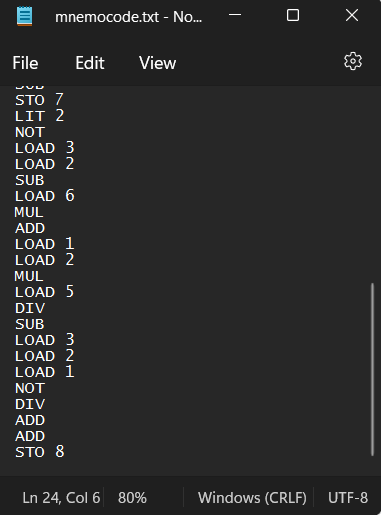 mnemocode.txt - No...
File Edit View
SUB
STO 7
LIT 2
NOT
LOAD 3
LOAD 2
SUB
LOAD 6
MUL
ADD
LOAD 1
LOAD 2
MUL
LOAD 5
DIV
SUB
LOAD 3
LOAD 2
LOAD 1
NOT
DIV
ADD
ADD
STO 8
Ln 24, Col 6 80% Windows (CRLF) UTF-8